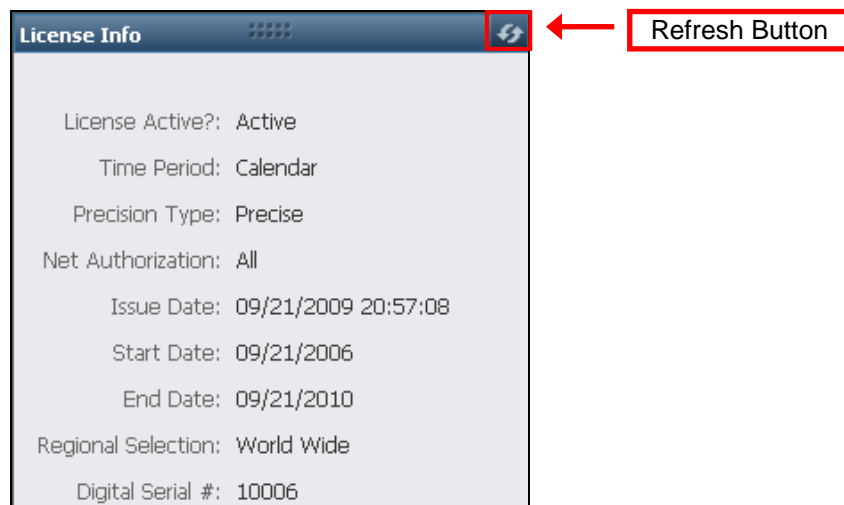 License Info
Refresh Button
License Active?: Active
Time Period: Calendar
Precision Type: Precise
Net Authorization: All
Issue Date: 09/21/2009 20:57:08
Start Date: 09/21/2006
End Date: 09/21/2010
Regional Selection: World Wide
Digital Serial #: 10006